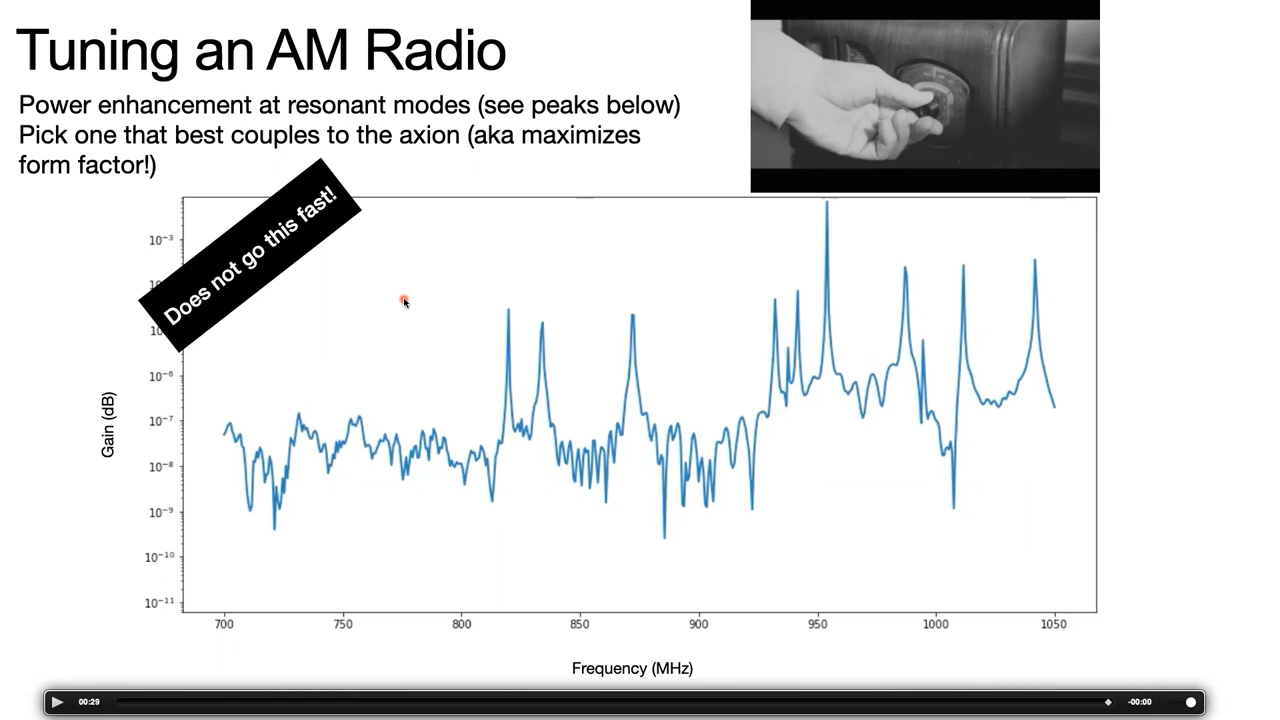 Tuning an AM Radio
Power enhancement at resonant modes (see peaks below)
Pick one that best couples to the axion (aka maximizes
form factor!)
Does not go this fast!
10⁻³
10
10
10⁻⁶
10⁻⁷
10⁻⁸
10⁻⁹
10⁻¹⁰
10⁻¹¹
Gain (dB)
700 750 800 850 900 950 1000 1050
Frequency (MHz)
00:29 -00:00